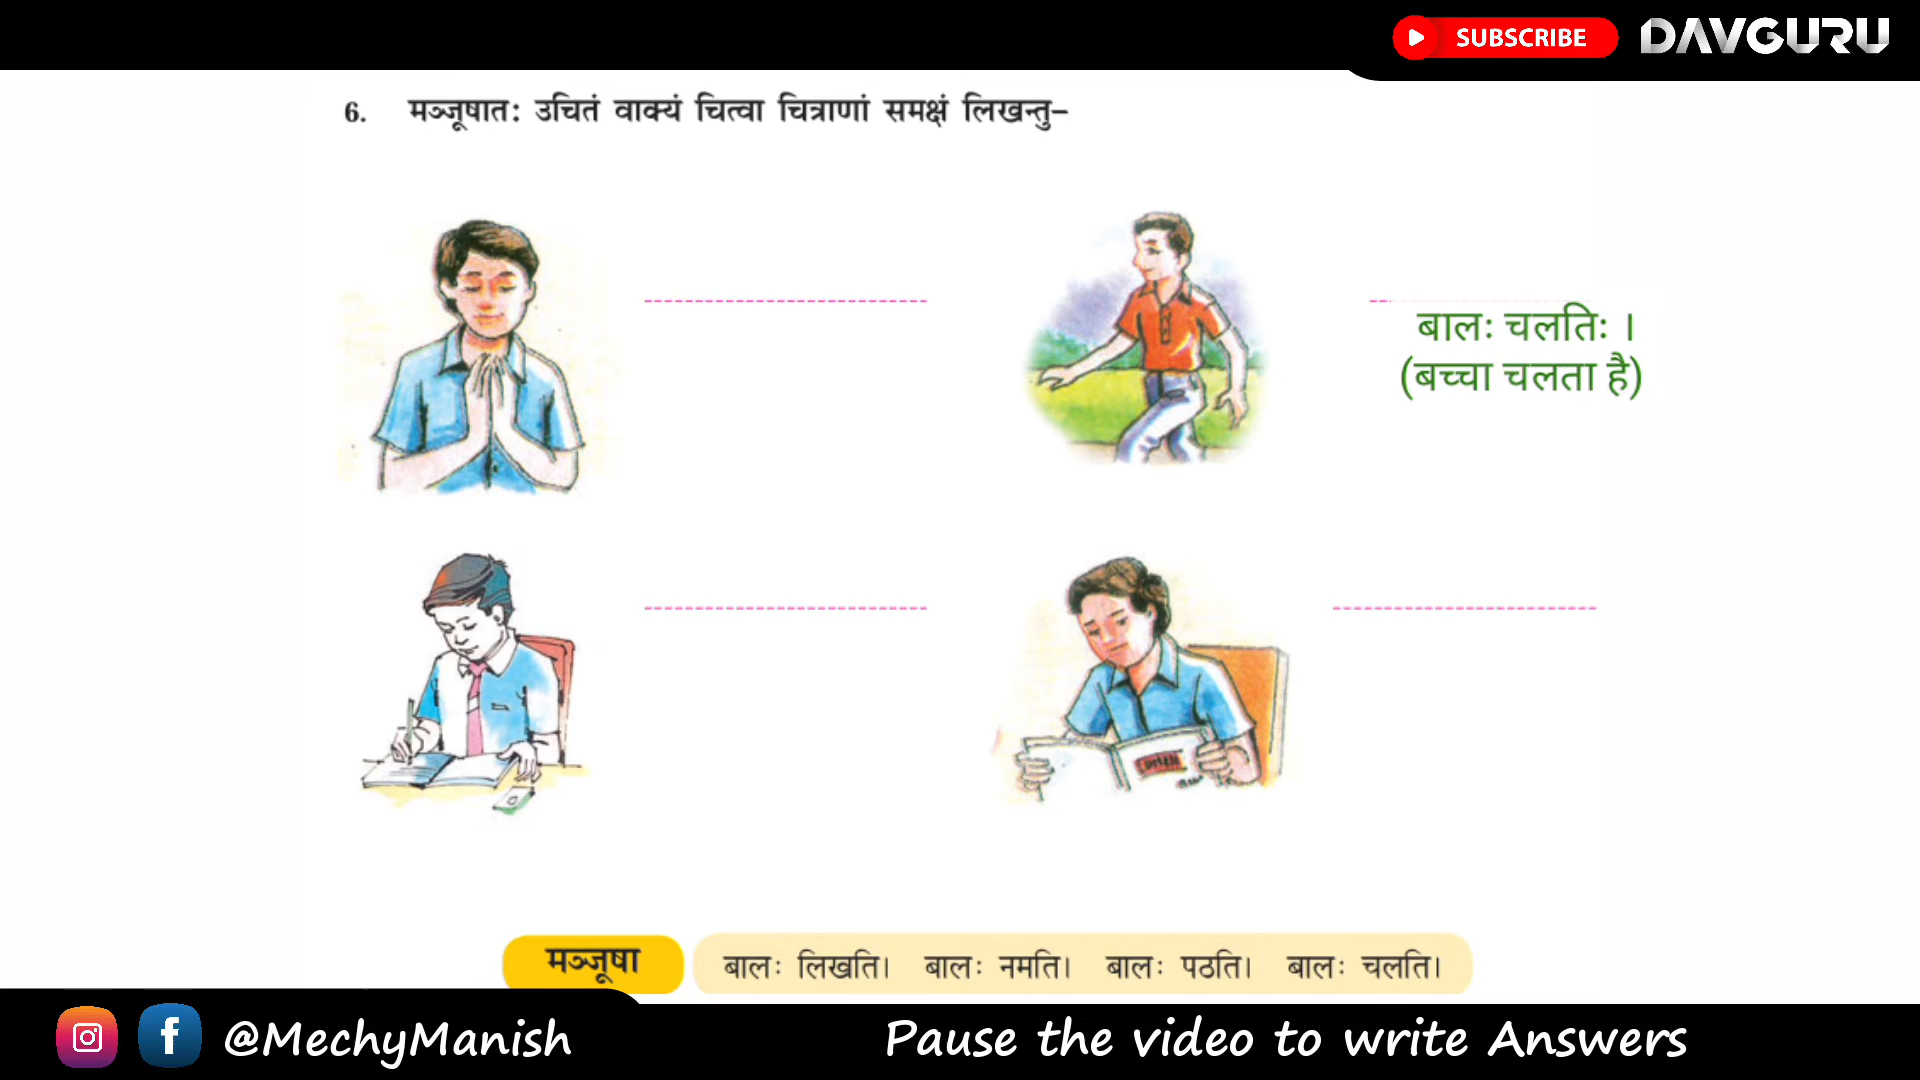 SUBSCRIBE DAVGURU
6. मञ्जूषातः उचितं वाक्यं चित्वा चित्राणां समक्षं लिखन्तु–
बालः चलतिः ।
(बच्चा चलता है)
मञ्जूषा बालः लिखति। बालः नमति। बालः पठति। बालः चलति।
@MechyManish Pause the video to write Answers